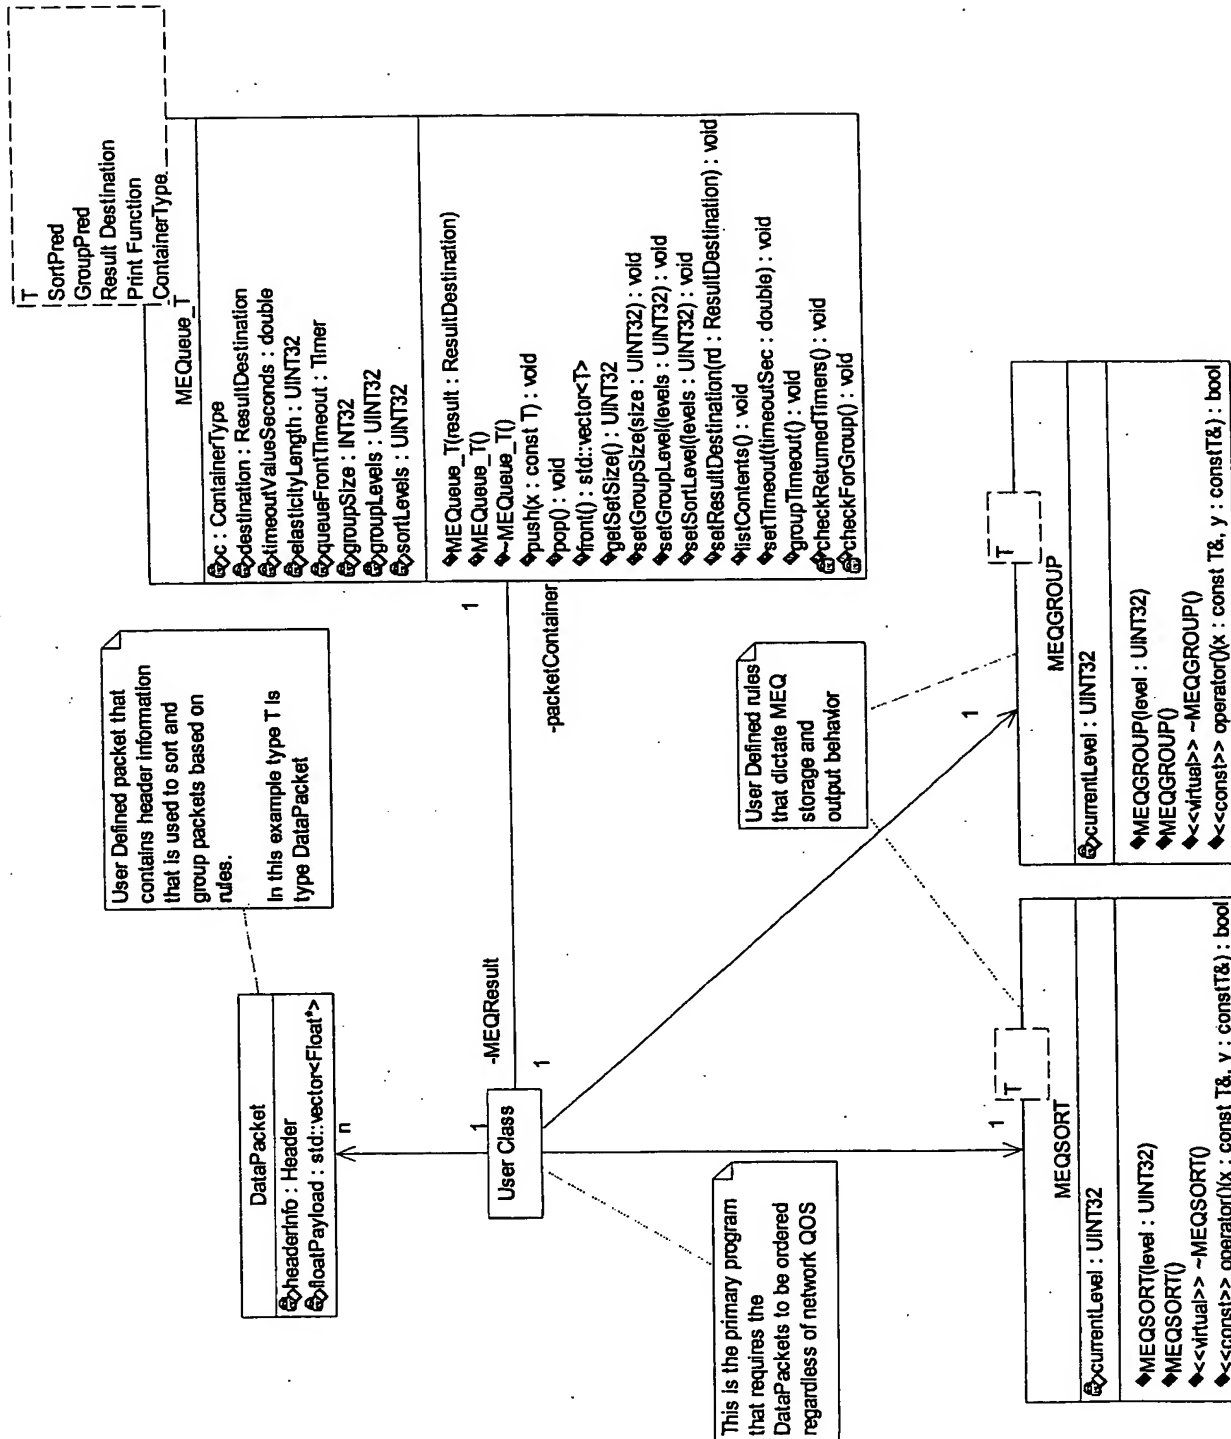 T
SortPred
GroupPred
Result Destination
Print Function
ContainerType
MEQueue_T
c : ContainerType
destination : ResultDestination
timeoutValueSeconds : double
elasticityLength : UINT32
queueFrontTimeout : Timer
groupSize : INT32
groupLevels : UINT32
sortLevels : UINT32
MEQueue_T(result : ResultDestination)
MEQueue_T()
~MEQueue_T()
push(x : const T) : void
pop() : void
front() : std::vector<T>
getSetSize() : UINT32
setGroupSize(size : UINT32) : void
setGroupLevel(levels : UINT32) : void
setSortLevel(levels : UINT32) : void
setResultDestination(rd : ResultDestination) : void
listContents() : void
setTimeout(timeoutSec : double) : void
groupTimeout() : void
checkReturnedTimers() : void
checkForGroup() : void
User Defined packet that
contains header information
that is used to sort and
group packets based on
rules.
In this example type T is
type DataPacket
DataPacket
headerInfo : Header
floatPayload : std::vector<Float*>
n
1
User Class
-MEQResult
1
1
-packetContainer
User Defined rules
that dictate MEQ
storage and
output behavior
This is the primary program
that requires the
DataPackets to be ordered
regardless of network QOS
1
T
MEQSORT
currentLevel : UINT32
MEQSORT(level : UINT32)
MEQSORT()
<<virtual>> ~MEQSORT()
<<const>> operator()(x : const T&, y : constT&) : bool
1
T
MEQGROUP
currentLevel : UINT32
MEQGROUP(level : UINT32)
MEQGROUP()
<<virtual>> ~MEQGROUP()
<<const>> operator()(x : const T&, y : constT&) : bool